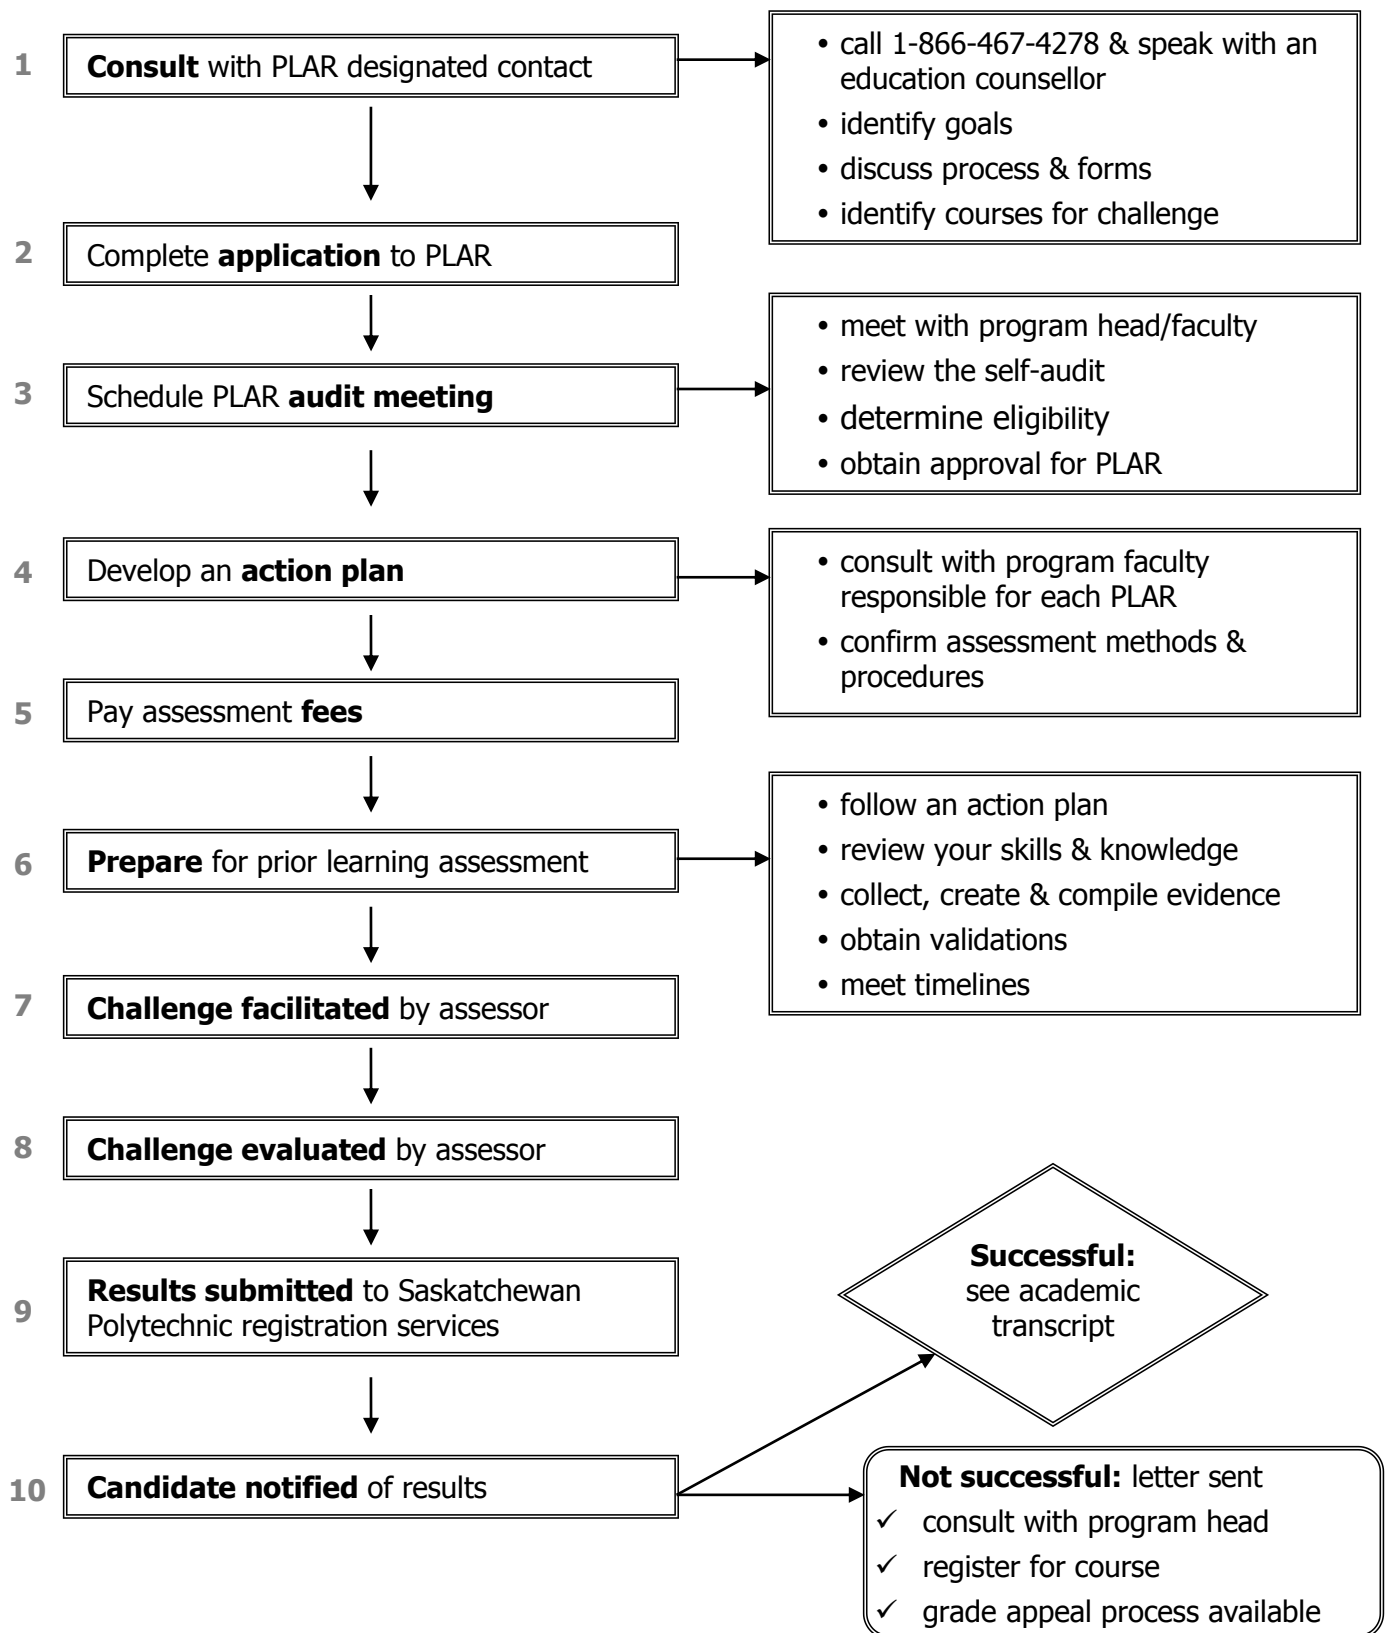 1
Consult with PLAR designated contact
• call 1-866-467-4278 & speak with an
education counsellor
• identify goals
• discuss process & forms
• identify courses for challenge
2
Complete application to PLAR
3
Schedule PLAR audit meeting
• meet with program head/faculty
• review the self-audit
• determine eligibility
• obtain approval for PLAR
4
Develop an action plan
• consult with program faculty
responsible for each PLAR
• confirm assessment methods &
procedures
5
Pay assessment fees
6
Prepare for prior learning assessment
• follow an action plan
• review your skills & knowledge
• collect, create & compile evidence
• obtain validations
• meet timelines
7
Challenge facilitated by assessor
8
Challenge evaluated by assessor
9
Results submitted to Saskatchewan
Polytechnic registration services
10
Candidate notified of results
Successful:
see academic
transcript
Not successful: letter sent
✓ consult with program head
✓ register for course
✓ grade appeal process available